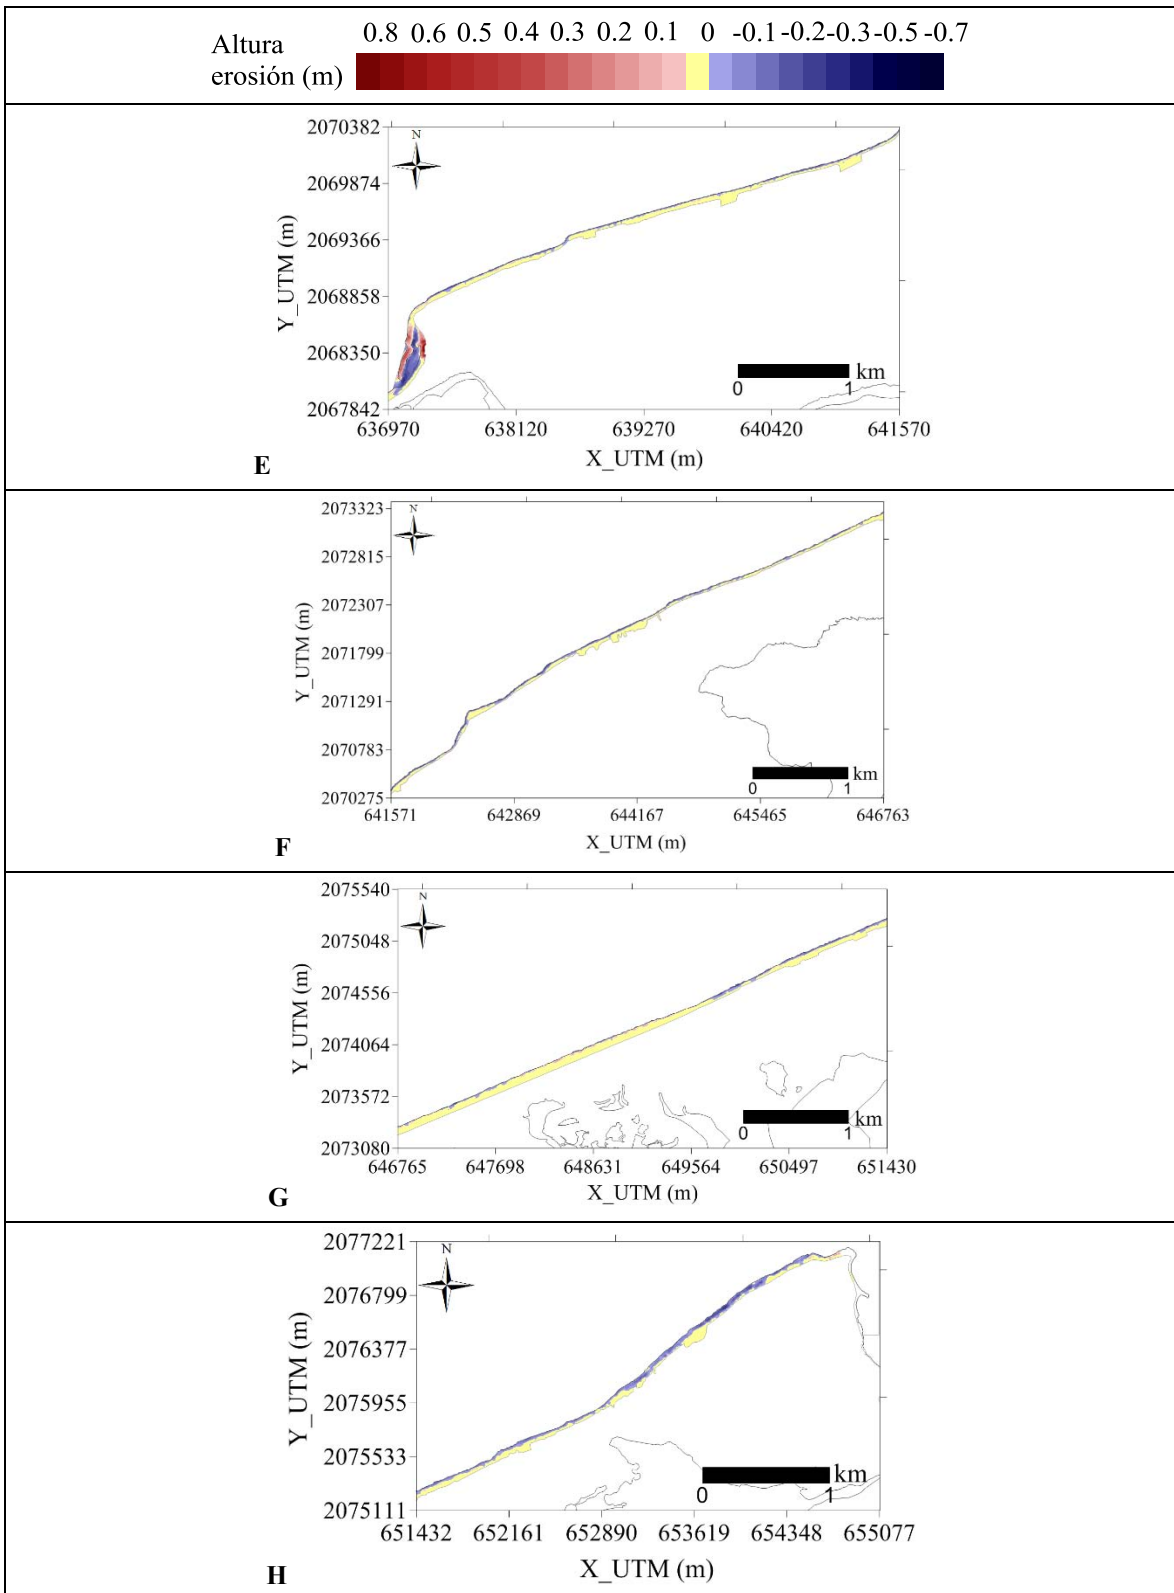 0.8 0.6 0.5 0.4 0.3 0.2 0.1 0 -0.1 -0.2 -0.3 -0.5 -0.7
Altura
erosión (m)
2070382
2069874
2069366
2068858
2068350
2067842
Y_UTM (m)
N
km
0 1
636970 638120 639270 640420 641570
X_UTM (m)
E
2073323
2072815
2072307
2071799
2071291
2070783
2070275
Y_UTM (m)
N
km
0 1
641571 642869 644167 645465 646763
X_UTM (m)
F
2075540
2075048
2074556
2074064
2073572
2073080
Y_UTM (m)
N
km
0 1
646765 647698 648631 649564 650497 651430
X_UTM (m)
G
2077221
2076799
2076377
2075955
2075533
2075111
Y_UTM (m)
N
km
0 1
651432 652161 652890 653619 654348 655077
X_UTM (m)
H